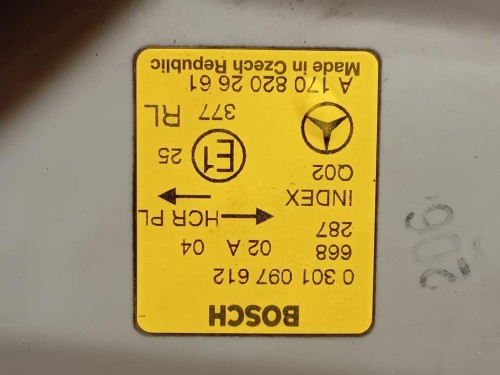 BOSCH
0 301 097 612
668 02 A 04
287
HCR PL
INDEX
Q02
E1 25
377 RL
A 170 820 26 61
Made in Czech Republic
206